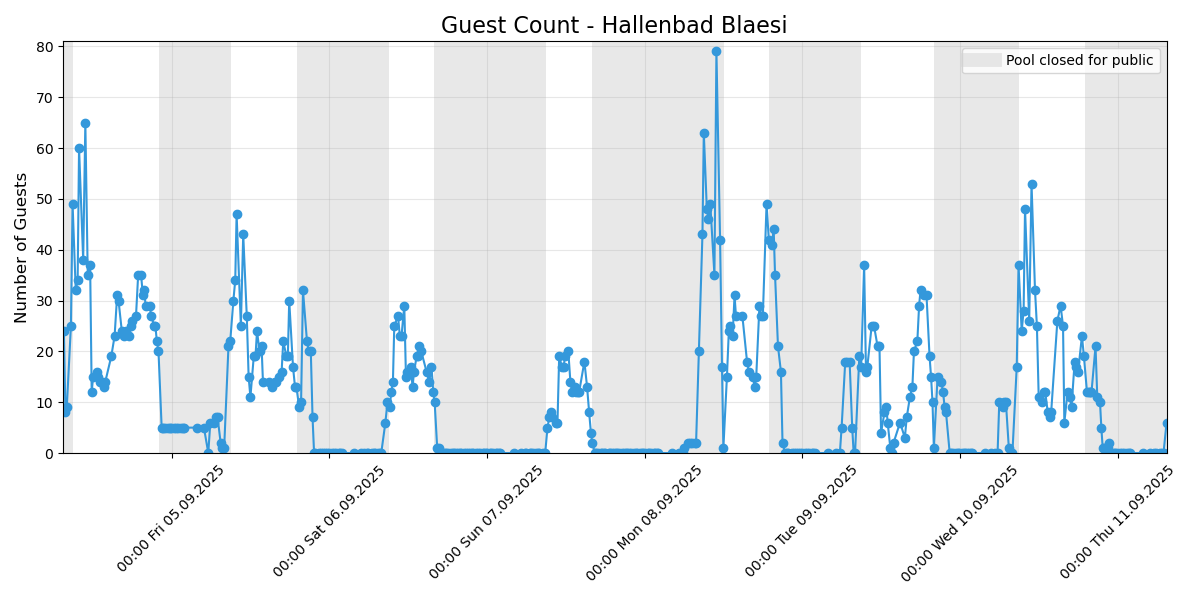 Guest Count - Hallenbad Blaesi
Pool closed for public
Number of Guests
80
70
60
50
40
30
20
10
0
00:00 Fri 05.09.2025
00:00 Sat 06.09.2025
00:00 Sun 07.09.2025
00:00 Mon 08.09.2025
00:00 Tue 09.09.2025
00:00 Wed 10.09.2025
00:00 Thu 11.09.2025